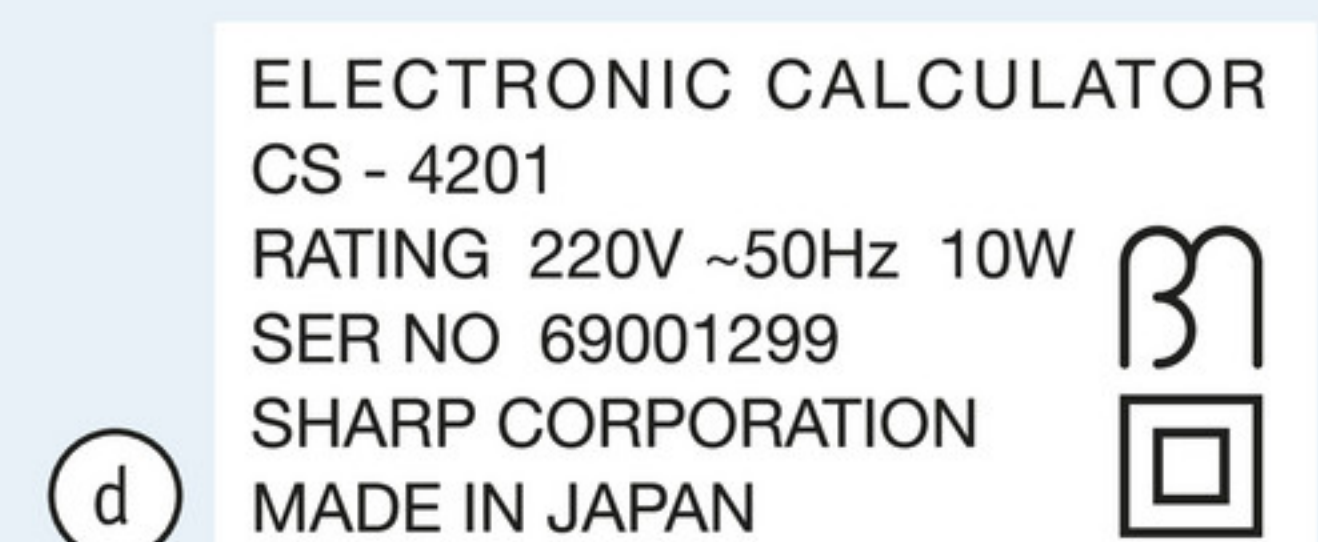 ELECTRONIC CALCULATOR
CS - 4201
RATING 220V ~50Hz 10W
SER NO 69001299
SHARP CORPORATION
d
MADE IN JAPAN